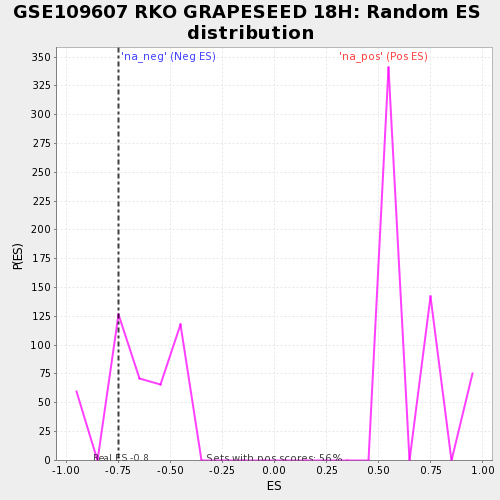 GSE109607 RKO GRAPESEED 18H: Random ES
distribution
'na_neg' (Neg ES)
'na_pos' (Pos ES)
350
325
300
275
250
225
200
175
150
125
100
75
50
25
0
P(ES)
Real ES -0.8
Sets with pos scores: 56%
-1.00 -0.75 -0.50 -0.25 0.00 0.25 0.50 0.75 1.00
ES